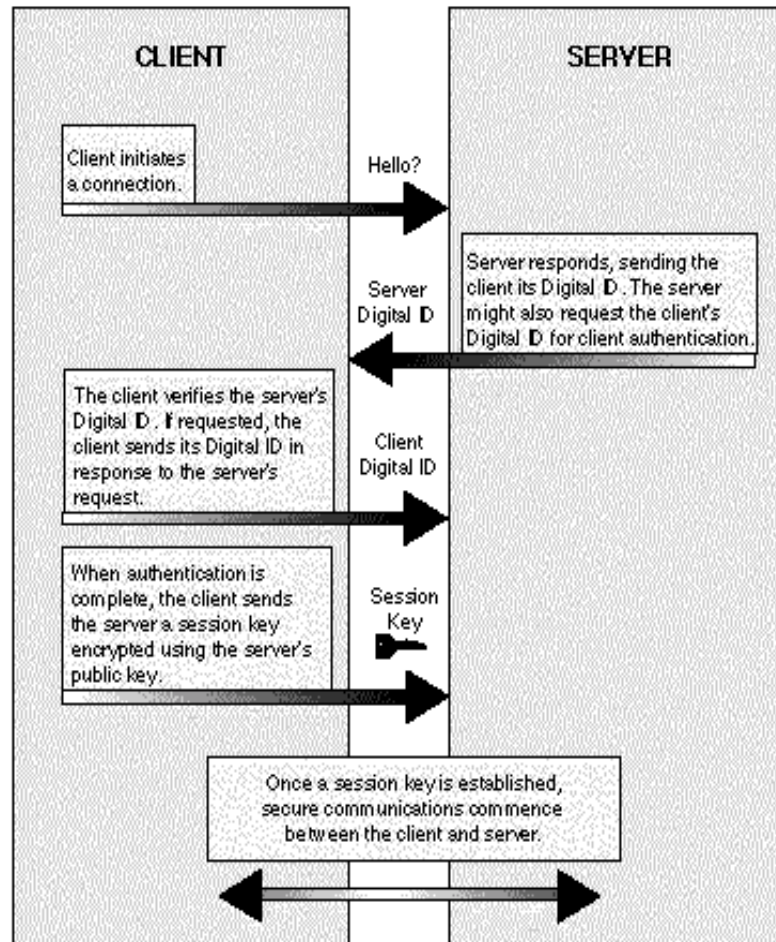 CLIENT
SERVER
Client initiates
a connection.
Hello?
Server responds, sending the
client its Digital ID. The server
might also request the client's
Digital ID for client authentication.
Server
Digital ID
The client verifies the server's
Digital ID. If requested, the
client sends its Digital ID in
response to the server's
request.
Client
Digital ID
When authentication is
complete, the client sends
the server a session key
encrypted using the server's
public key.
Session
Key
Once a session key is established,
secure communications commence
between the client and server.